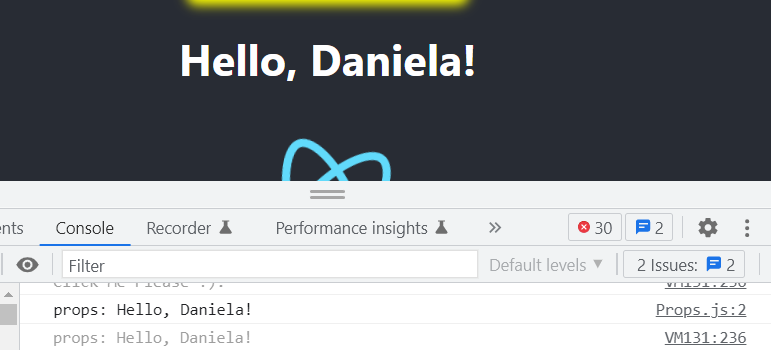 Hello, Daniela!
ents Console Recorder Performance insights 30 2
Filter Default levels ▼ 2 Issues: 2
Click Me Please :). VM131:236
props: Hello, Daniela! Props.js:2
props: Hello, Daniela! VM131:236